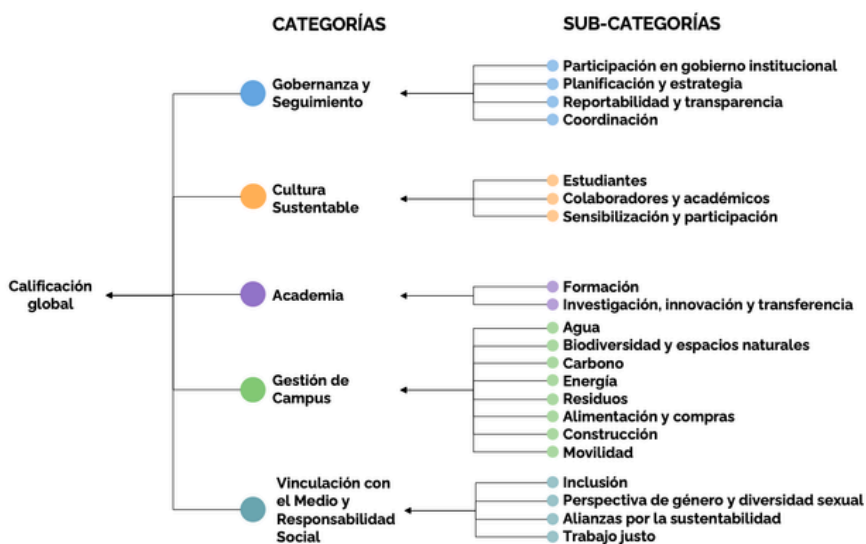 CATEGORÍAS
SUB-CATEGORÍAS
Calificación
global
Gobernanza y
Seguimiento
Participación en gobierno institucional
Planificación y estrategia
Reportabilidad y transparencia
Coordinación
Cultura
Sustentable
Estudiantes
Colaboradores y académicos
Sensibilización y participación
Academia
Formación
Investigación, innovación y transferencia
Gestión de
Campus
Agua
Biodiversidad y espacios naturales
Carbono
Energía
Residuos
Alimentación y compras
Construcción
Movilidad
Vinculación con
el Medio y
Responsabilidad
Social
Inclusión
Perspectiva de género y diversidad sexual
Alianzas por la sustentabilidad
Trabajo justo